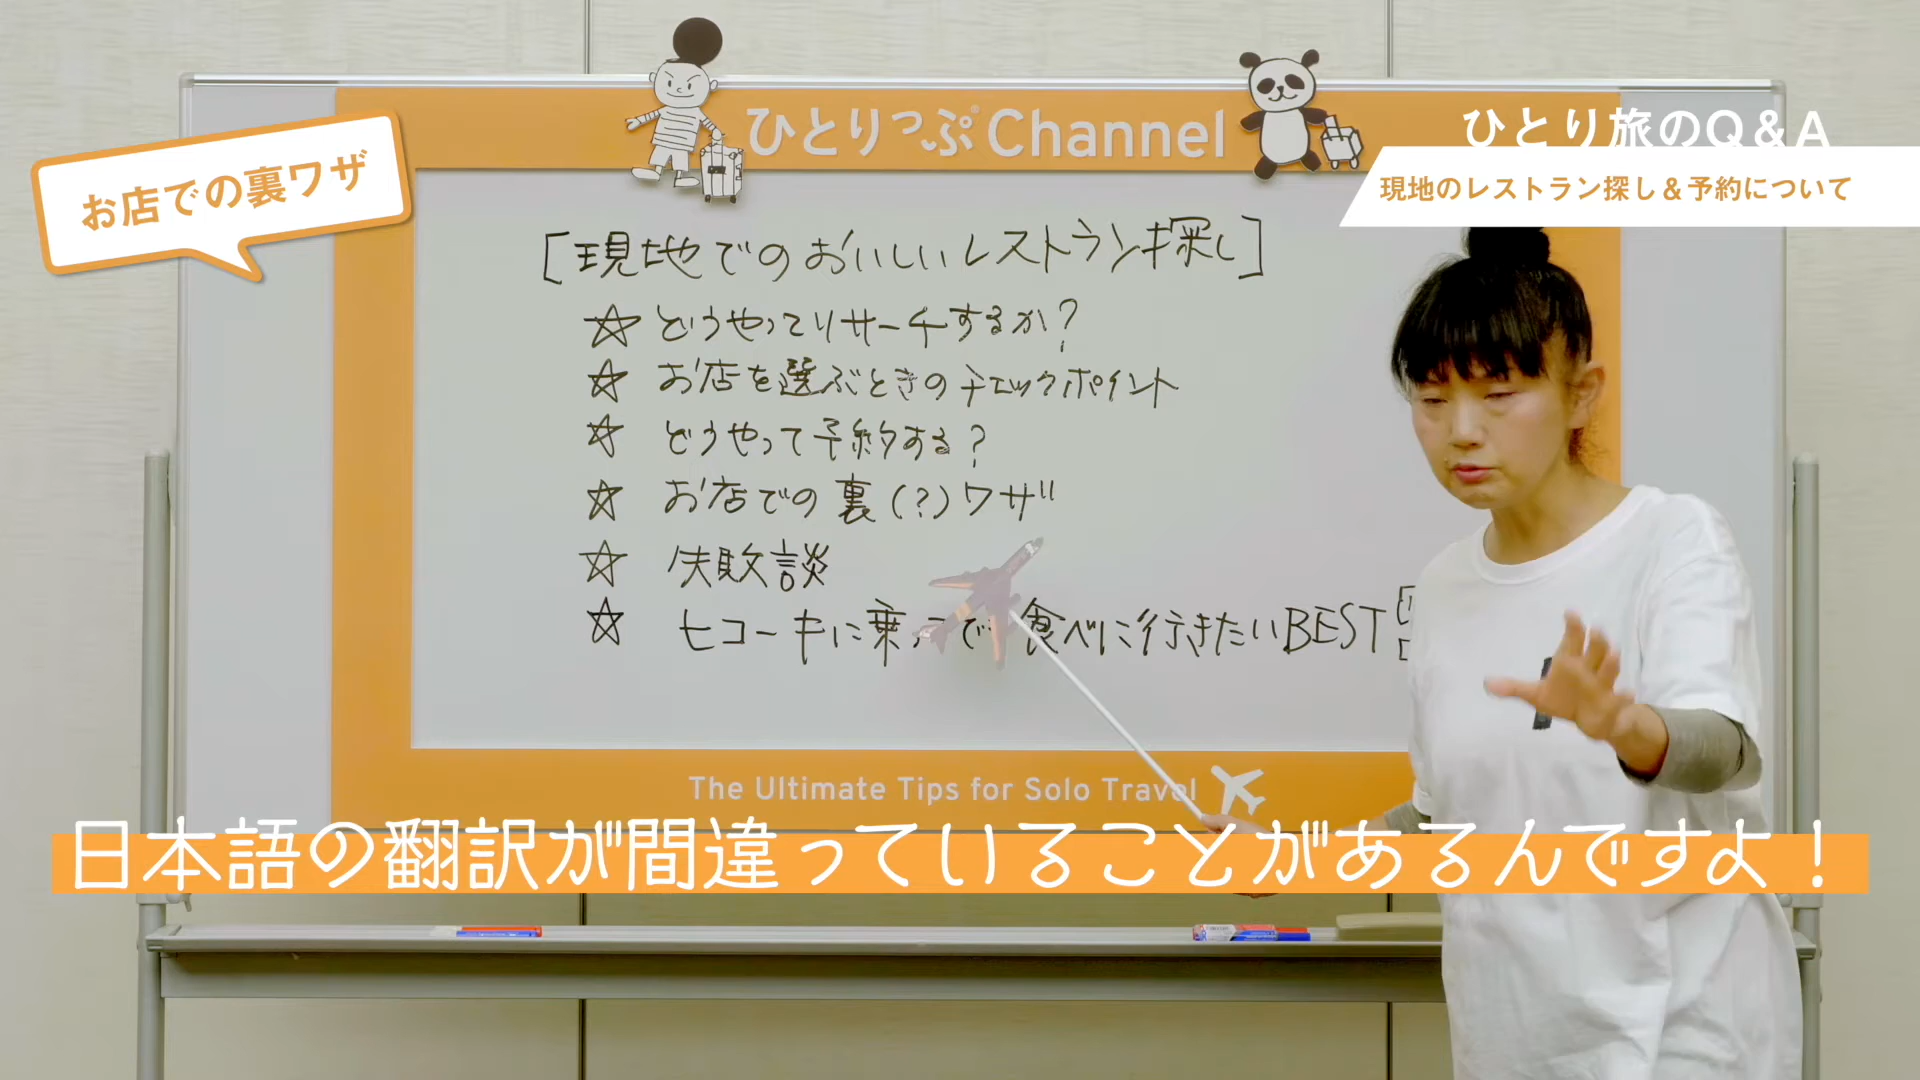 ひとりっぷ® Channel
ひとり旅のQ&A
現地のレストラン探し&予約について
お店での裏ワザ
[現地でのおいしいレストラン探し]
☆ どうやってリサーチするか?
☆ お店を選ぶときのチェックポイント
☆ どうやって予約する?
☆ お店での裏(?)ワザ
☆ 失敗談
☆ ヒコーキに乗って 食べに行きたいBEST
The Ultimate Tips for Solo Travel
日本語の翻訳が間違っていることがあるんですよ!